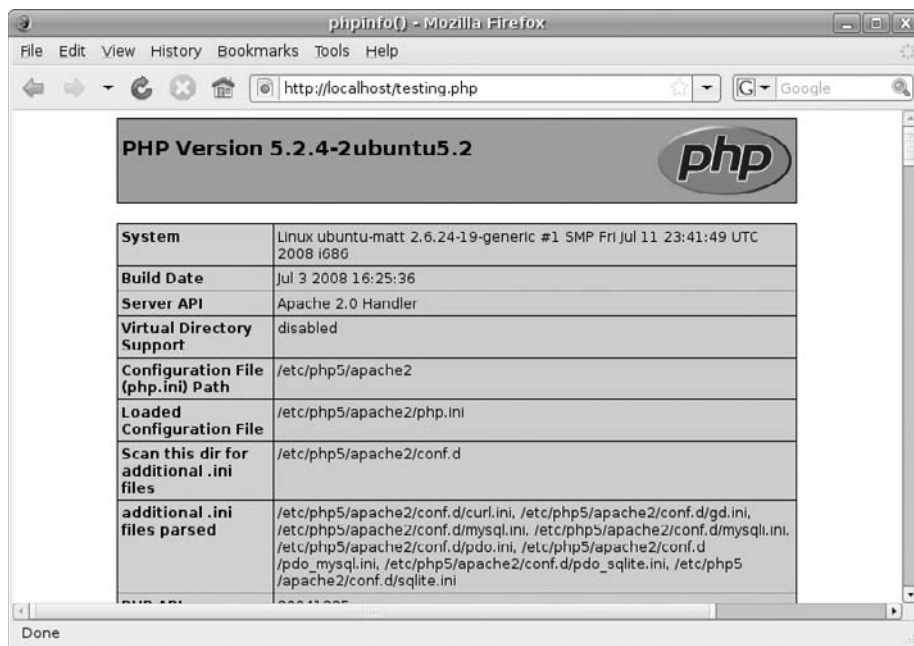 phpinfo() - Mozilla Firefox
File Edit View History Bookmarks Tools Help
http://localhost/testing.php
G
Google
PHP Version 5.2.4-2ubuntu5.2
php
System
Linux ubuntu-matt 2.6.24-19-generic #1 SMP Fri Jul 11 23:41:49 UTC
2008 i686
Build Date
Jul 3 2008 16:25:36
Server API
Apache 2.0 Handler
Virtual Directory
Support
disabled
Configuration File
(php.ini) Path
/etc/php5/apache2
Loaded
Configuration File
/etc/php5/apache2/php.ini
Scan this dir for
additional .ini
files
/etc/php5/apache2/conf.d
additional .ini
files parsed
/etc/php5/apache2/conf.d/curl.ini, /etc/php5/apache2/conf.d/gd.ini,
/etc/php5/apache2/conf.d/mysql.ini, /etc/php5/apache2/conf.d/mysqli.ini,
/etc/php5/apache2/conf.d/pdo.ini, /etc/php5/apache2/conf.d
/pdo_mysql.ini, /etc/php5/apache2/conf.d/pdo_sqlite.ini, /etc/php5
/apache2/conf.d/sqlite.ini
PHP API
Done